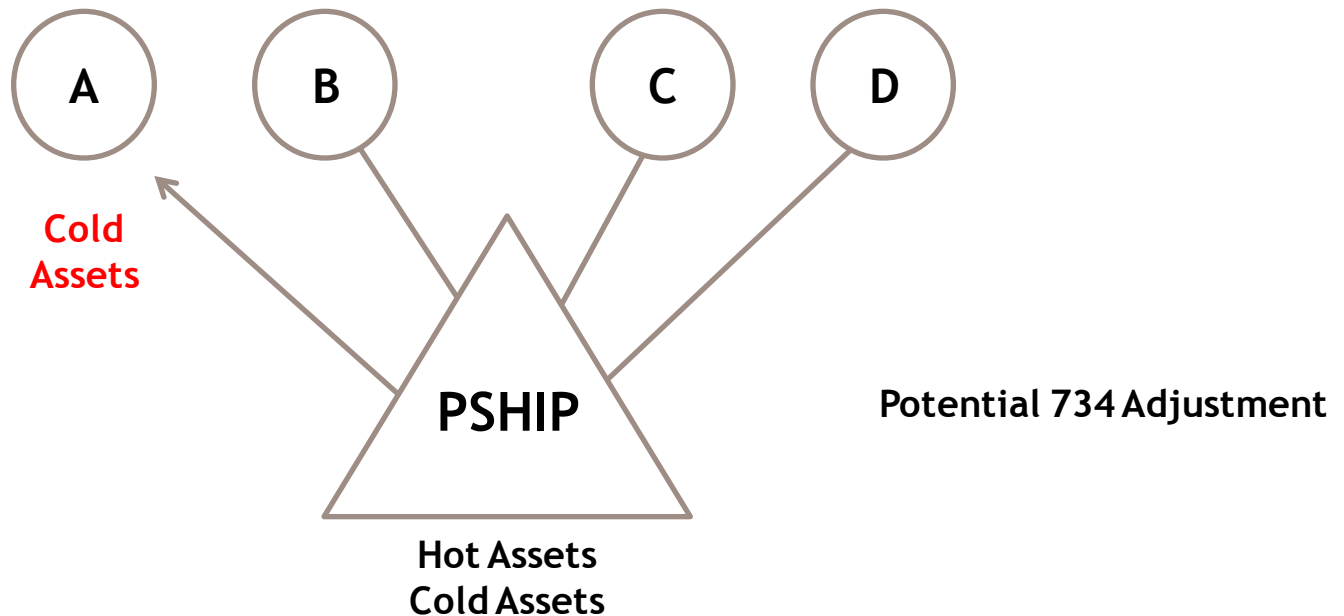 A
B
C
D
Cold
Assets
PSHIP
Potential 734 Adjustment
Hot Assets
Cold Assets